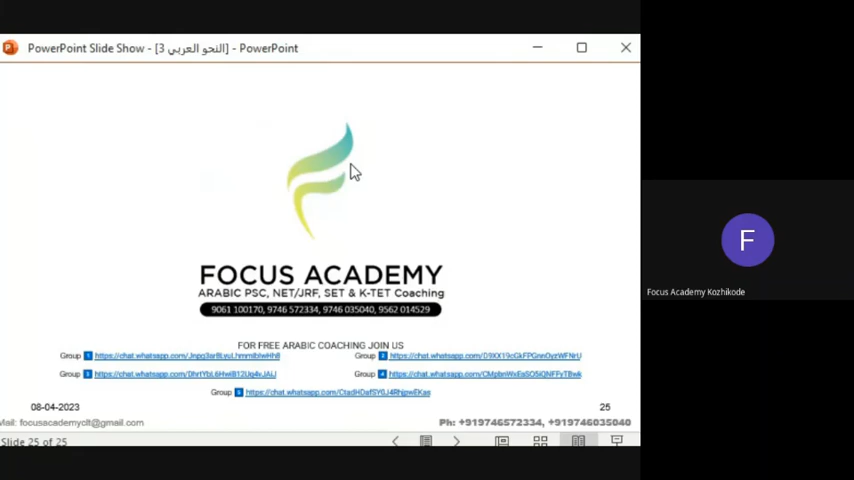 PowerPoint Slide Show - [النحو العربي 3] - PowerPoint
FOCUS ACADEMY
ARABIC PSC, NET/JRF, SET & K-TET Coaching
9061 100170, 9746 572334, 9746 035040, 9562 014529
FOR FREE ARABIC COACHING JOIN US
Group 1
Group
Group 3
Group 4
Group 5
08-04-2023
25
Mail: focusacademyclt@gmail.com
Ph: +919746572334, +919746035040
Slide 25 of 25
F
Focus Academy Kozhikode